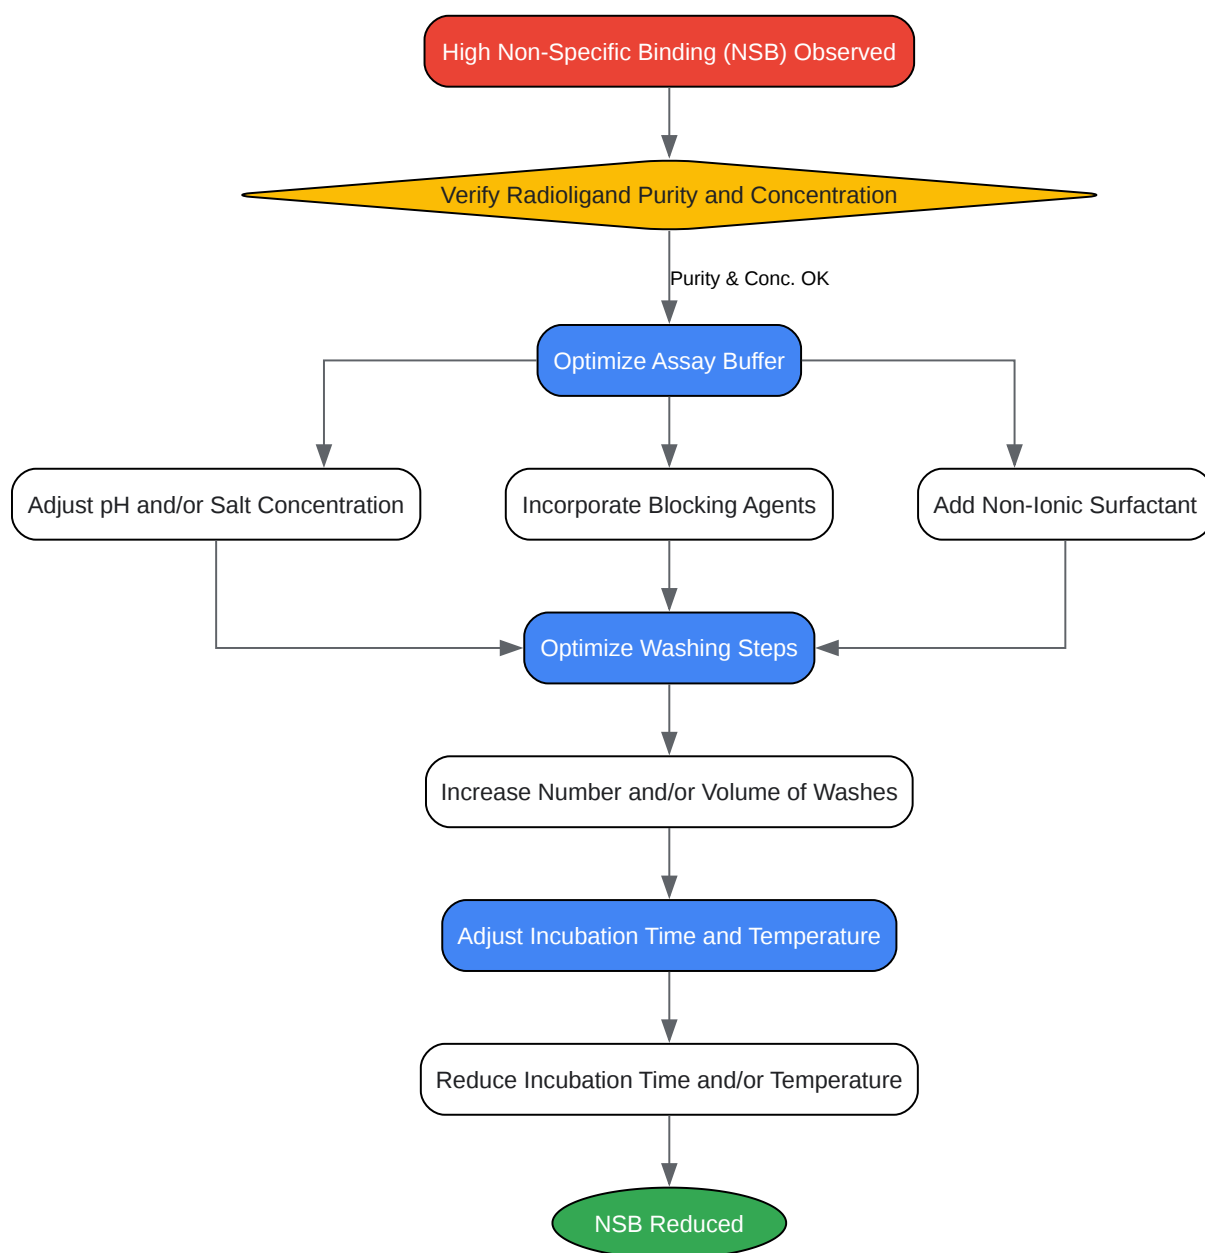 High Non-Specific Binding (NSB) Observed
Verify Radioligand Purity and Concentration
Purity & Conc. OK
Optimize Assay Buffer
Adjust pH and/or Salt Concentration
Incorporate Blocking Agents
Add Non-Ionic Surfactant
Optimize Washing Steps
Increase Number and/or Volume of Washes
Adjust Incubation Time and Temperature
Reduce Incubation Time and/or Temperature
NSB Reduced